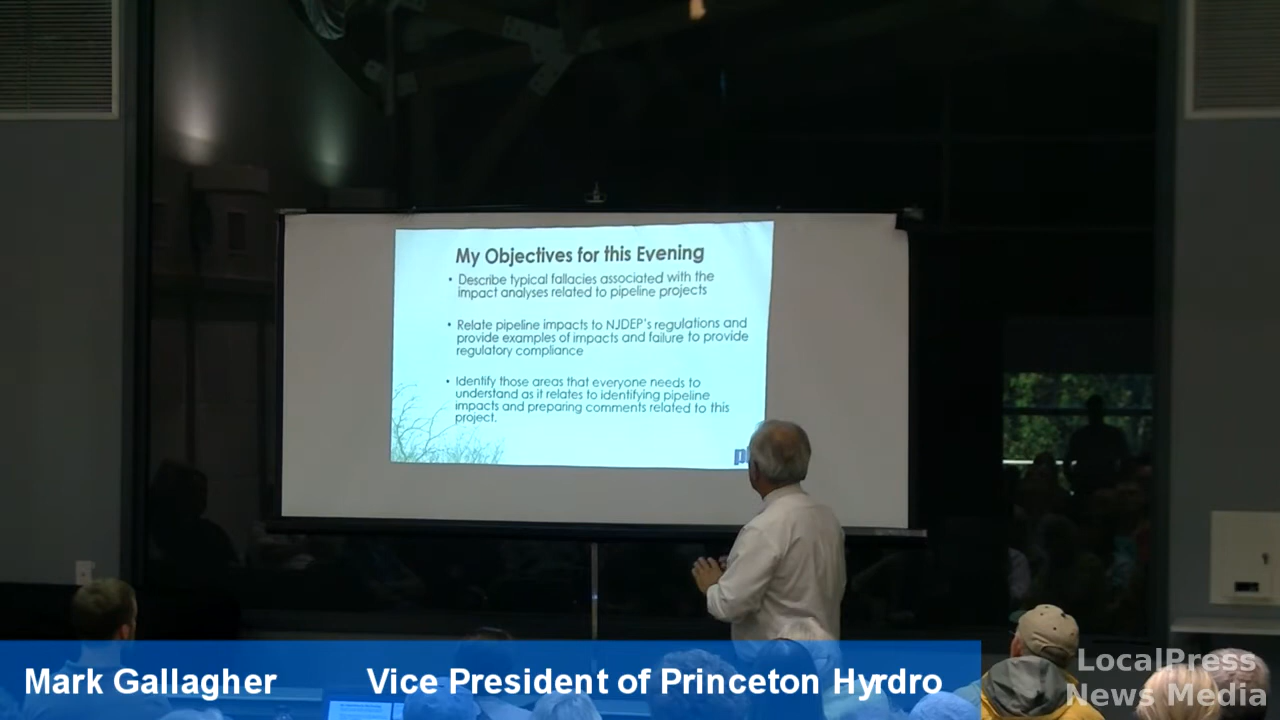 My Objectives for this Evening
• Describe typical fallacies associated with the
impact analyses related to pipeline projects
• Relate pipeline impacts to NJDEP's regulations and
provide examples of impacts and failure to provide
regulatory compliance
• Identify those areas that everyone needs to
understand as it relates to identifying pipeline
impacts and preparing comments related to this
project.
Mark Gallagher Vice President of Princeton Hyrdro
LocalPress
News Media